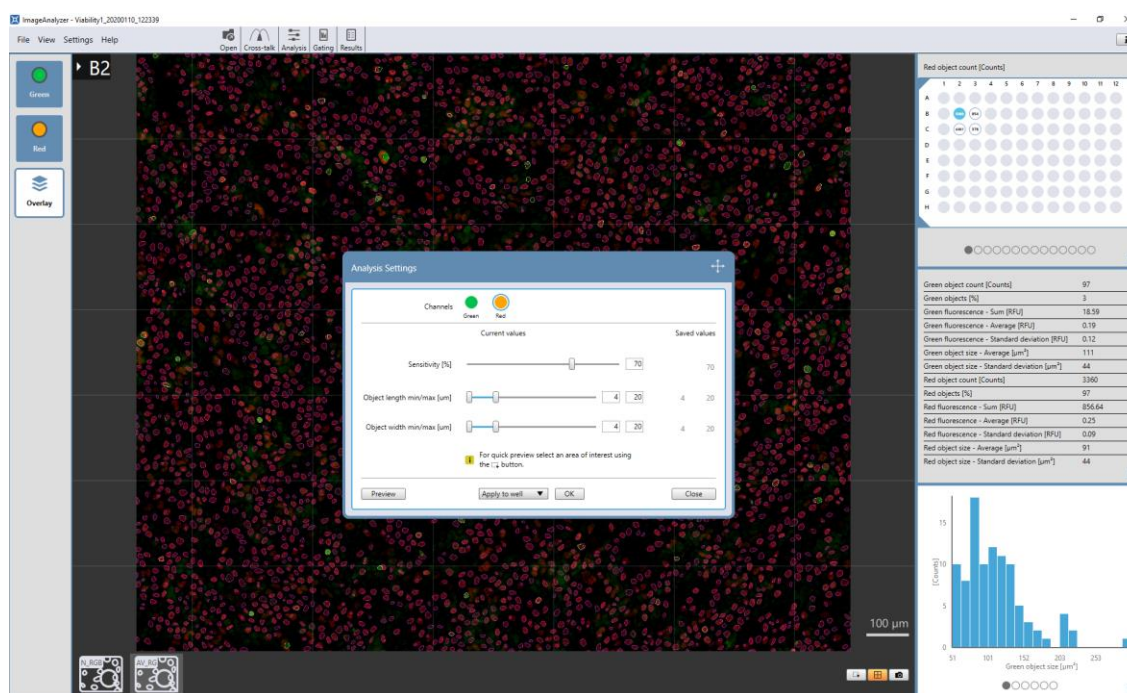 ImageAnalyzer - Viability1_20200110_122339
File View Settings Help
Open Cross-talk Analysis Gating Results
Green
Red
Overlay
B2
Analysis Settings
Channels
Green Red
Current values Saved values
Sensitivity [%] 70 70
Object length min/max [um] 4 20 4 20
Object width min/max [um] 4 20 4 20
For quick preview select an area of interest using
the button.
Preview Apply to well OK Close
100 µm
N_RGB AV_RG
Red object count [Counts]
1 2 3 4 5 6 7 8 9 10 11 12
A
B
C
D
E
F
G
H
Green object count [Counts] 97
Green objects [%] 3
Green fluorescence - Sum [RFU] 18.59
Green fluorescence - Average [RFU] 0.19
Green fluorescence - Standard deviation [RFU] 0.12
Green object size - Average [µm²] 111
Green object size - Standard deviation [µm²] 44
Red object count [Counts] 3360
Red objects [%] 97
Red fluorescence - Sum [RFU] 856.64
Red fluorescence - Average [RFU] 0.25
Red fluorescence - Standard deviation [RFU] 0.09
Red object size - Average [µm²] 91
Red object size - Standard deviation [µm²] 44
[Counts]
15
10
5
0
51 101 152 203 253
Green object size [µm²]